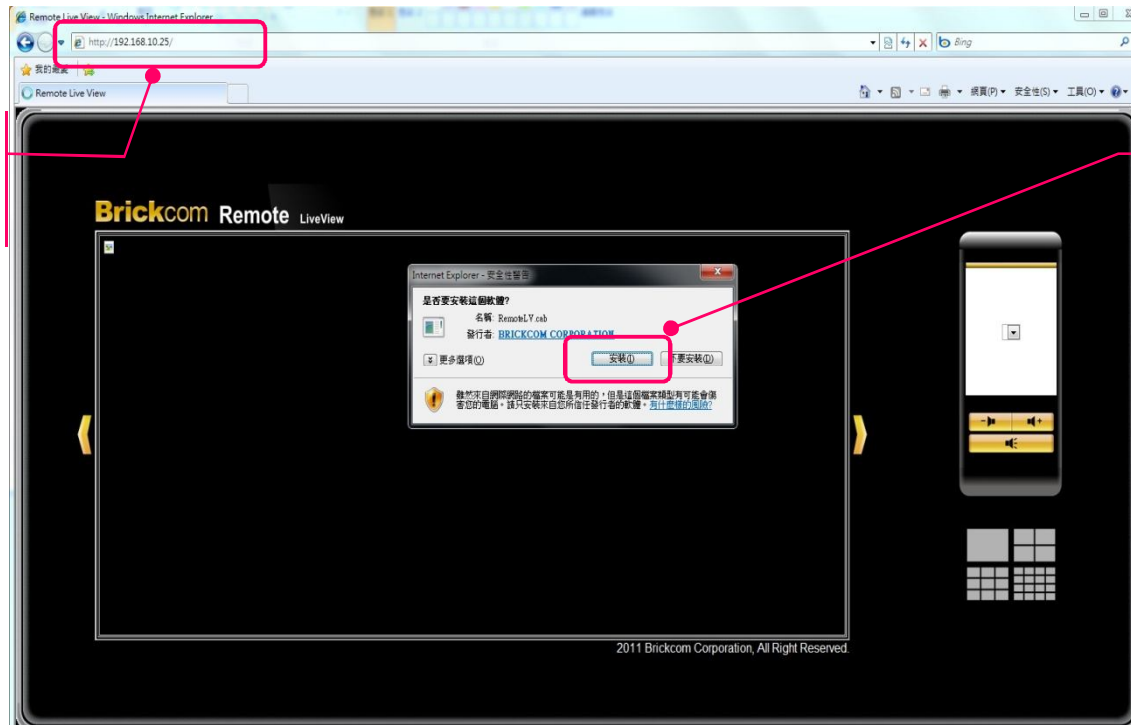 Remote Live View - Windows Internet Explorer
http://192.168.10.25/
Bing
我的最愛
Remote Live View
網頁(P) 安全性(S) 工具(O)
Brickcom Remote LiveView
Internet Explorer - 安全性警告
是否要安裝這個軟體?
名稱: RemoteLV.cab
發行者: BRICKCOM CORPORATION
更多選項(O)
安裝(I)
不要安裝(D)
雖然來自網際網路的檔案可能是有用的，但是這個檔案類型有可能會傷
害您的電腦。請只安裝來自您所信任發行者的軟體。有什麼樣的風險?
2011 Brickcom Corporation, All Right Reserved.